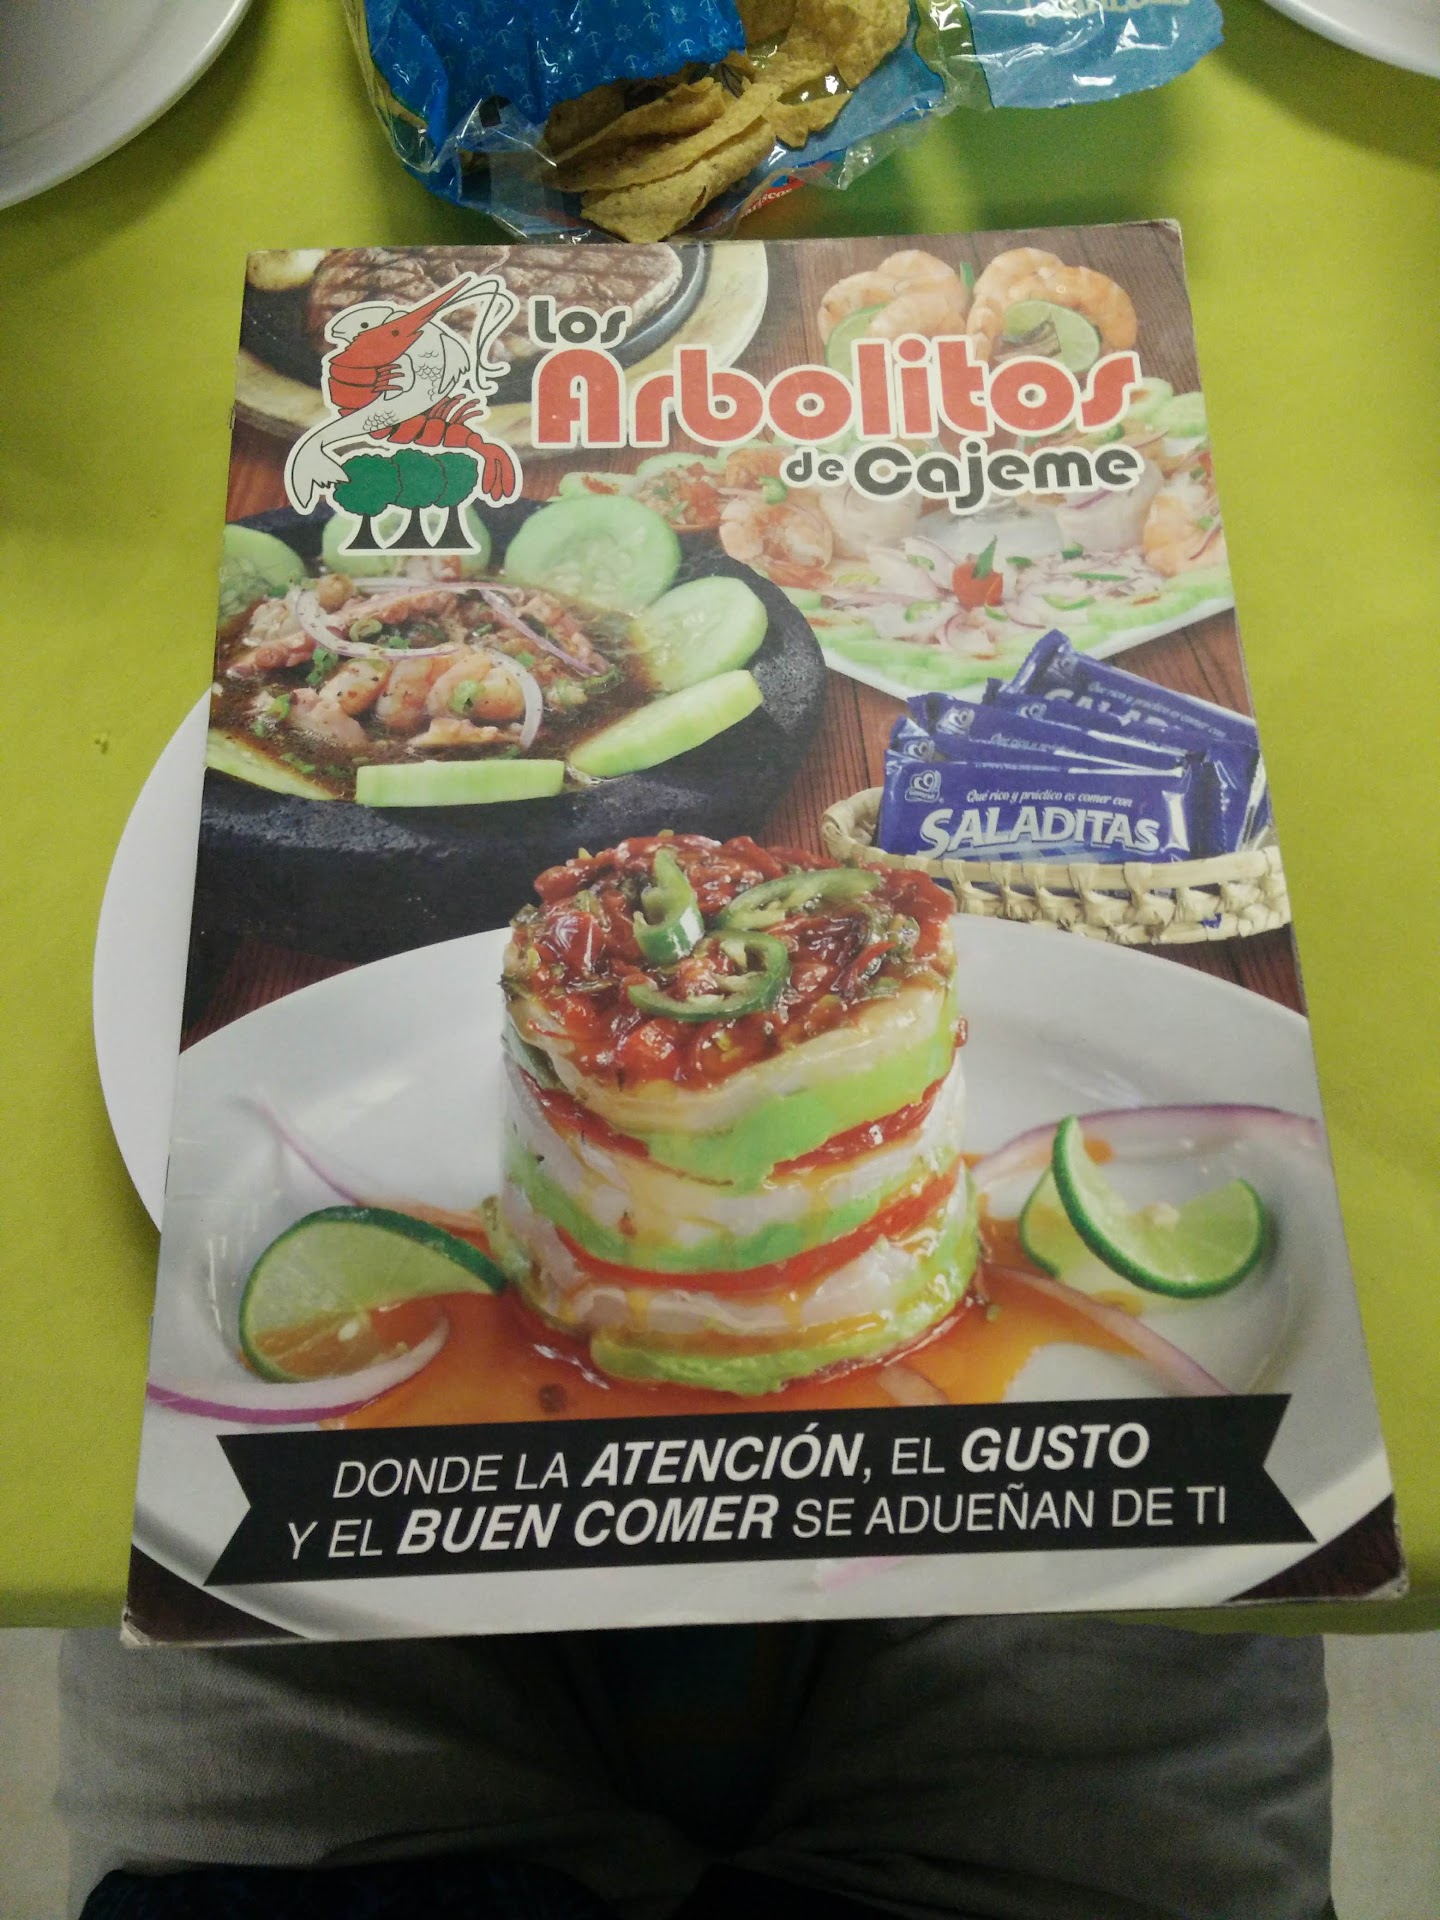 Los
Arbolitos
de Cajeme
Qué rico y práctico es comer con
SALADITAS
DONDE LA ATENCIÓN, EL GUSTO
Y EL BUEN COMER SE ADUEÑAN DE TI